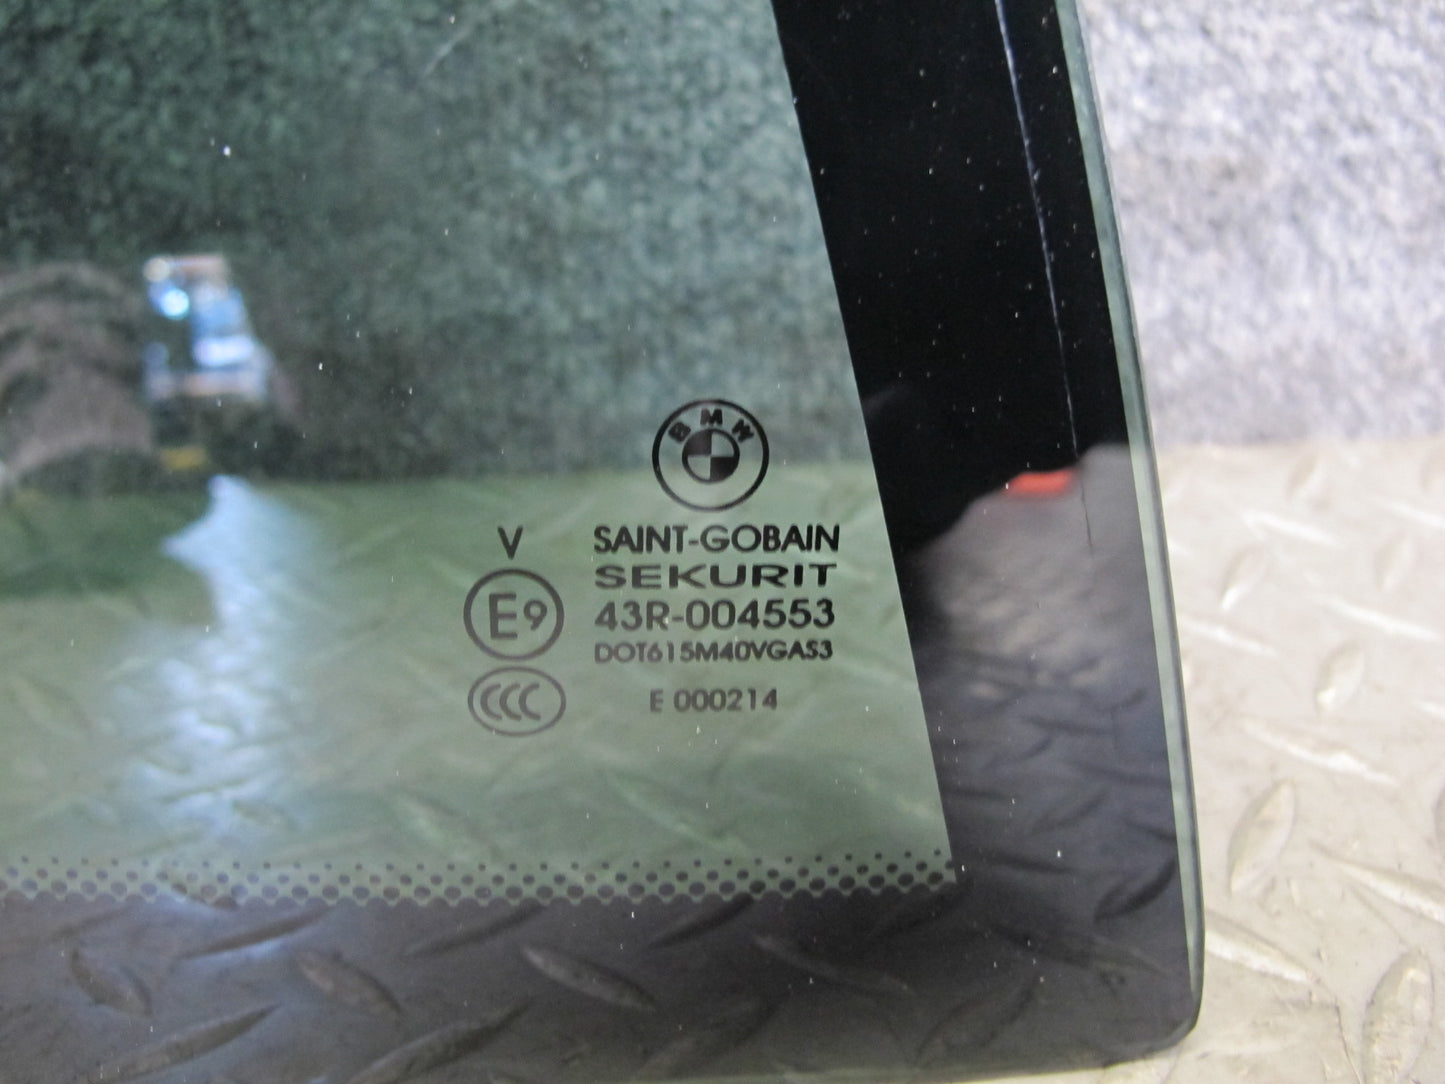 BMW
V
SAINT-GOBAIN
SEKURIT
E9
43R-004553
DOT615M40VGAS3
CCC
E 000214